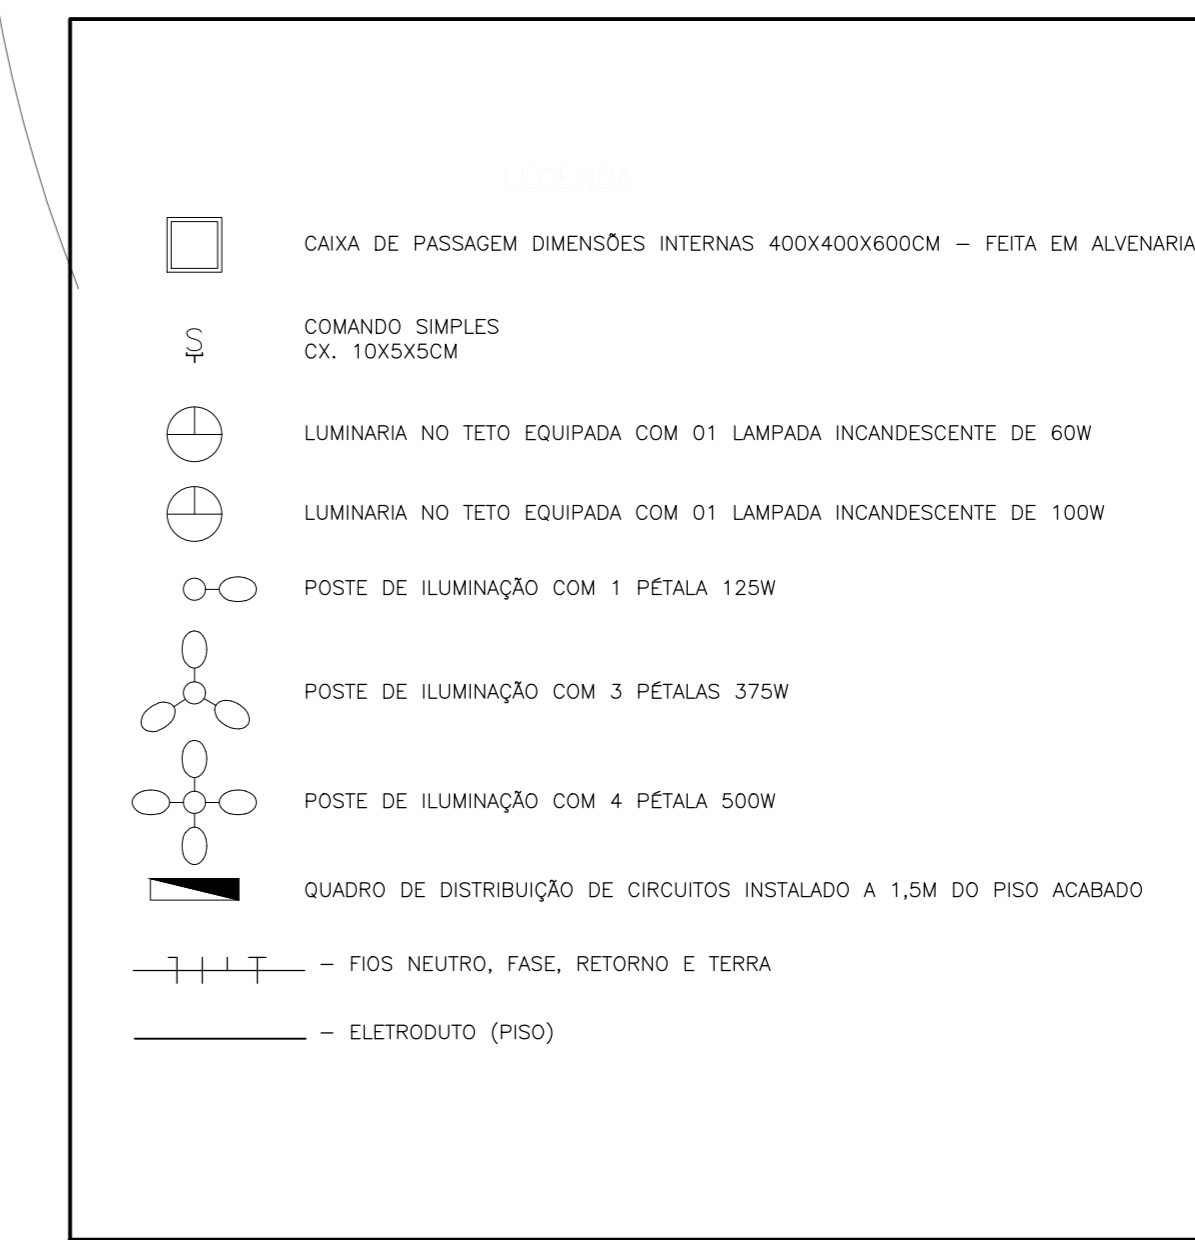 LEGENDA
CAIXA DE PASSAGEM DIMENSÕES INTERNAS 400X400X600CM – FEITA EM ALVENARIA
S
COMANDO SIMPLES
CX. 10X5X5CM
LUMINARIA NO TETO EQUIPADA COM 01 LAMPADA INCANDESCENTE DE 60W
LUMINARIA NO TETO EQUIPADA COM 01 LAMPADA INCANDESCENTE DE 100W
POSTE DE ILUMINAÇÃO COM 1 PÉTALA 125W
POSTE DE ILUMINAÇÃO COM 3 PÉTALAS 375W
POSTE DE ILUMINAÇÃO COM 4 PÉTALA 500W
QUADRO DE DISTRIBUIÇÃO DE CIRCUITOS INSTALADO A 1,5M DO PISO ACABADO
– FIOS NEUTRO, FASE, RETORNO E TERRA
– ELETRODUTO (PISO)